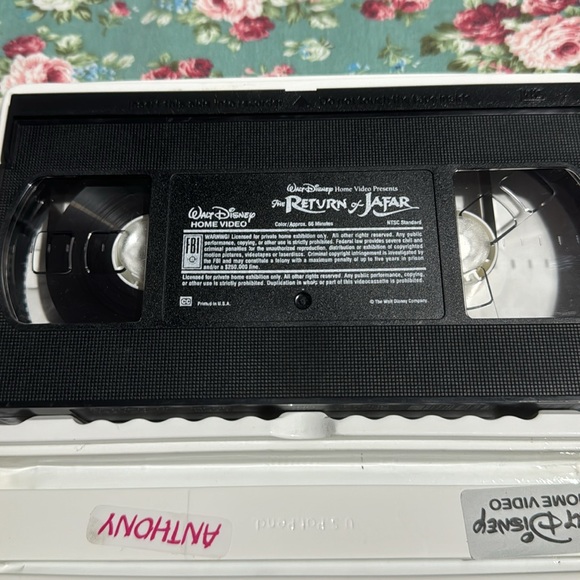 Walt Disney Home Video Presents
The RETURN of JAFAR
WALT DISNEY
HOME VIDEO
Color/Approx. 66 Minutes
NTSC Standard
FBI
WARNING: Licensed for private home exhibition only. All other rights reserved. Any public
performance, copying, or other use is strictly prohibited. Federal law provides severe civil and
criminal penalties for the unauthorized reproduction, distribution or exhibition of copyrighted
motion pictures, videotapes or laserdiscs. Criminal copyright infringement is investigated by
the FBI and may constitute a felony with a maximum penalty of up to five years in prison
and/or a $250,000 fine.
Licensed for private home exhibition only. All other rights reserved. Any public performance, copying,
or other use is strictly prohibited. Duplication in whole or part of this videocassette is prohibited.
CC
Printed in U.S.A.
© The Walt Disney Company
ANTHONY
LT DISNEY
HOME VIDEO